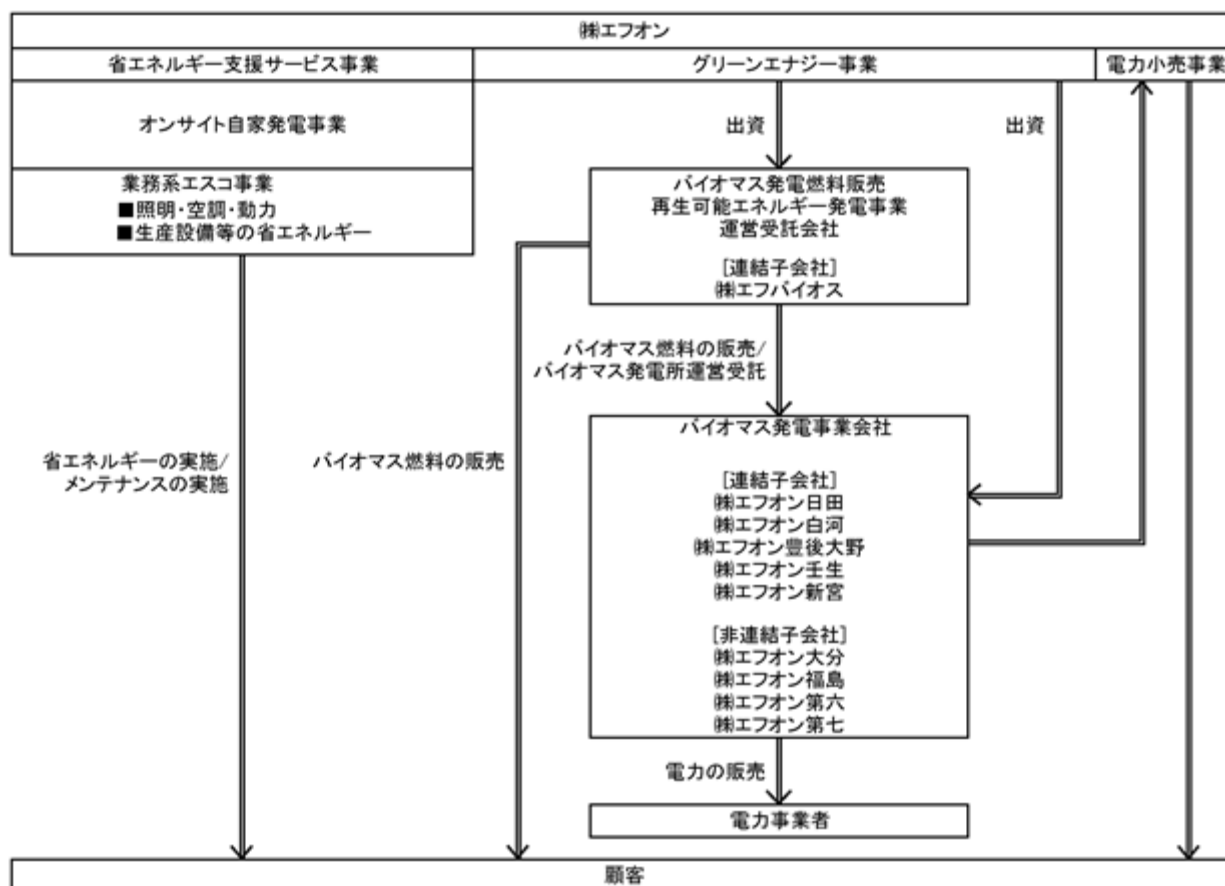 ㈱エフオン
省エネルギー支援サービス事業
グリーンエナジー事業
電力小売事業
オンサイト自家発電事業
出資
出資
業務系エスコ事業
■照明・空調・動力
■生産設備等の省エネルギー
バイオマス発電燃料販売
再生可能エネルギー発電事業
運営受託会社
[連結子会社]
㈱エフバイオス
バイオマス燃料の販売/
バイオマス発電所運営受託
省エネルギーの実施/
メンテナンスの実施
バイオマス燃料の販売
バイオマス発電事業会社
[連結子会社]
㈱エフオン日田
㈱エフオン白河
㈱エフオン豊後大野
㈱エフオン壬生
㈱エフオン新宮
[非連結子会社]
㈱エフオン大分
㈱エフオン福島
㈱エフオン第六
㈱エフオン第七
電力の販売
電力事業者
顧客